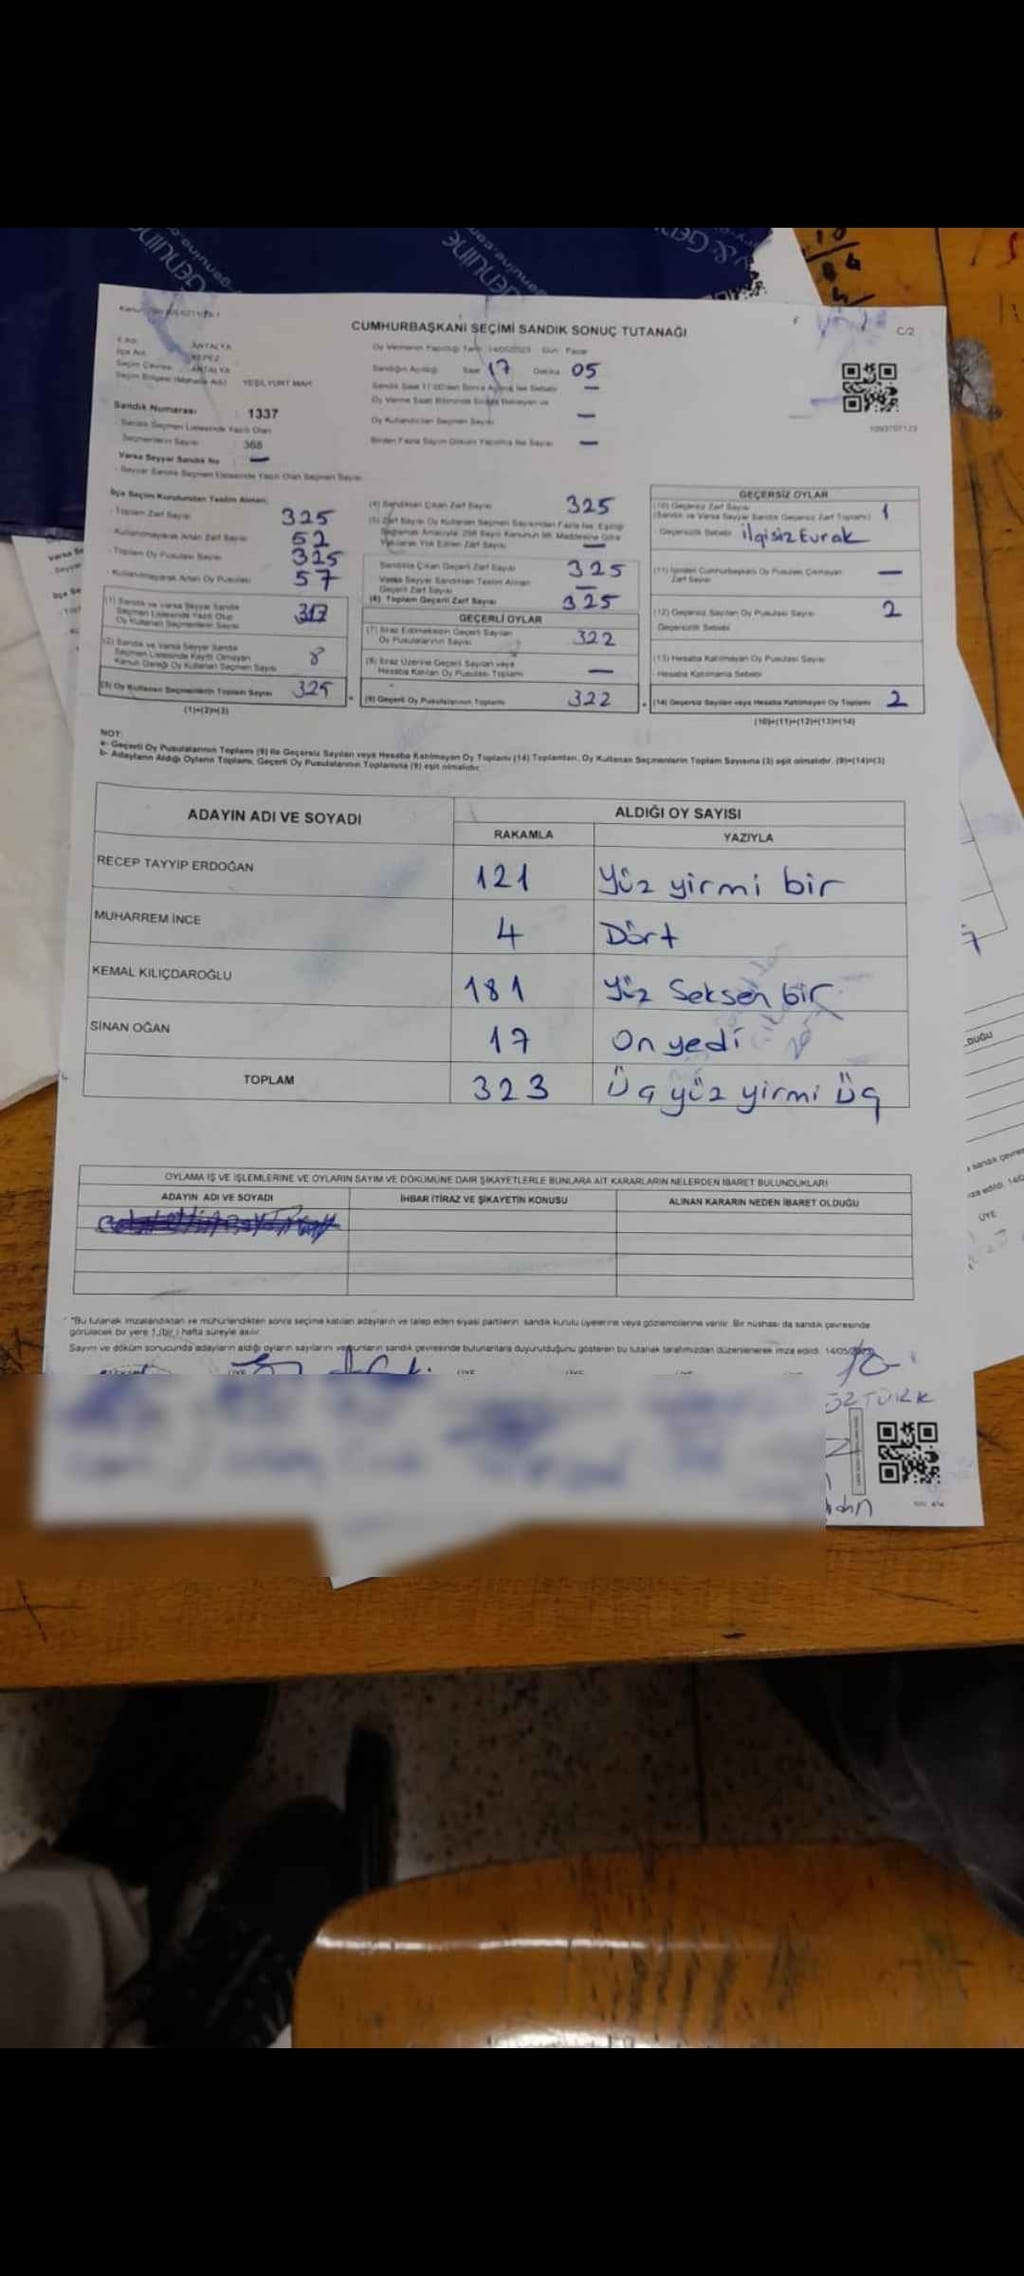 CUMHURBAŞKANI SEÇİMİ SANDIK SONUÇ TUTANAĞI
C/2
İl Adı: ANTALYA
İlçe Adı: KEPEZ
Seçim Çevresi: ANTALYA
Seçim Bölgesi (Mahalle Adı): YEŞİLYURT MAH
Oy Vermenin Yapıldığı Tarih: 14/05/2023 Gün: Pazar
Sandığın Açıldığı Saat 17 Dakika 05
Sandık Saat 17:00'den Sonra Açılmış İse Sebebi —
Oy Verme Saati Bitiminde Sırada Bekleyen ve
Oy Kullandırılan Seçmen Sayısı —
Birden Fazla Sayım Döküm Yapılmış İse Sayısı —
Sandık Numarası 1337
Sandık Seçmen Listesinde Yazılı Olan
Seçmenlerin Sayısı 368
Varsa Seyyar Sandık No —
Seyyar Sandık Seçmen Listesinde Yazılı Olan Seçmen Sayısı
İlçe Seçim Kurulundan Teslim Alınan;
- Toplam Zarf Sayısı 325
- Kullanılmayarak Artan Zarf Sayısı 52
- Toplam Oy Pusulası Sayısı 325
- Kullanılmayarak Artan Oy Pusulası 57
(1) Sandık ve Varsa Seyyar Sandık
Seçmen Listesinde Yazılı Olup
Oy Kullanan Seçmenlerin Sayısı 317
(2) Sandık ve Varsa Seyyar Sandık
Seçmen Listesinde Kayıtlı Olmayan
Kanun Gereği Oy Kullanan Seçmen Sayısı 8
(3) Oy Kullanan Seçmenlerin Toplam Sayısı 325
(1)+(2)=(3)
(4) Sandıktan Çıkan Zarf Sayısı 325
(5) Zarf Sayısı Oy Kullanan Seçmen Sayısından Fazla İse, Eşitliği
Sağlamak Amacıyla 298 Sayılı Kanunun 98. Maddesine Göre
Yakılarak Yok Edilen Zarf Sayısı —
Sandıkta Çıkan Geçerli Zarf Sayısı 325
Varsa Seyyar Sandıktan Teslim Alınan
Geçerli Zarf Sayısı —
(6) Toplam Geçerli Zarf Sayısı 325
GEÇERLİ OYLAR
(7) İtiraz Edilmeksizin Geçerli Sayılan
Oy Pusulalarının Sayısı 322
(8) İtiraz Üzerine Geçerli Sayılan veya
Hesaba Katılan Oy Pusulası Toplamı —
(9) Geçerli Oy Pusulalarının Toplamı 322
GEÇERSİZ OYLAR
(10) Geçersiz Zarf Sayısı
(Sandık ve Varsa Seyyar Sandık Geçersiz Zarf Toplamı) 1
- Geçersizlik Sebebi ilgisiz Evrak
(11) İçinden Cumhurbaşkanı Oy Pusulası Çıkmayan
Zarf Sayısı —
(12) Geçersiz Sayılan Oy Pusulası Sayısı 2
Geçersizlik Sebebi
(13) Hesaba Katılmayan Oy Pusulası Sayısı
Hesaba Katılmama Sebebi
(14) Geçersiz Sayılan veya Hesaba Katılmayan Oy Toplamı 2
(10)+(11)+(12)+(13)=(14)
NOT:
a- Geçerli Oy Pusulalarının Toplamı (9) ile Geçersiz Sayılan veya Hesaba Katılmayan Oy Toplamı (14) Toplamları, Oy Kullanan Seçmenlerin Toplam Sayısına (3) eşit olmalıdır. (9)+(14)=(3)
b- Adayların Aldığı Oyların Toplamı, Geçerli Oy Pusulalarının Toplamına (9) eşit olmalıdır.
ADAYIN ADI VE SOYADI
ALDIĞI OY SAYISI
RAKAMLA YAZIYLA
RECEP TAYYİP ERDOĞAN 121 Yüz yirmi bir
MUHARREM İNCE 4 Dört
KEMAL KILIÇDAROĞLU 181 Yüz Seksen bir
SİNAN OĞAN 17 On yedi
TOPLAM 323 Üç yüz yirmi Üç
OYLAMA İŞ VE İŞLEMLERİNE VE OYLARIN SAYIM VE DÖKÜMÜNE DAİR ŞİKAYETLERLE BUNLARA AİT KARARLARIN NELERDEN İBARET BULUNDUKLARI
ADAYIN ADI VE SOYADI İHBAR İTİRAZ VE ŞİKAYETİN KONUSU ALINAN KARARIN NEDEN İBARET OLDUĞU
*Bu tutanak imzalandıktan ve mühürlendikten sonra seçime katılan adayların ve talep eden siyasi partilerin, sandık kurulu üyelerine veya gözlemcilerine verilir. Bir nüshası da sandık çevresinde
görülecek bir yere 1 (bir) hafta süreyle asılır.
Sayım ve döküm sonucunda adayların aldığı oyların sayılarını ve bunların sandık çevresinde bulunanlara duyurulduğunu gösteren bu tutanak tarafımızdan düzenlenerek imza edildi. 14/05/2023